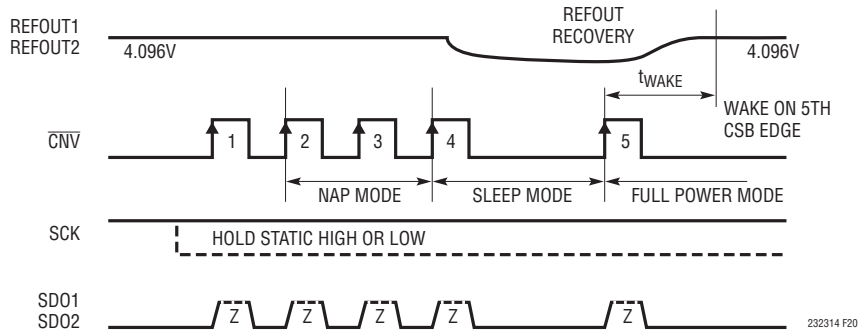 REFOUT1
REFOUT2
4.096V
REFOUT
RECOVERY
4.096V
tWAKE
WAKE ON 5TH
CSB EDGE
CNV
1
2
3
4
5
NAP MODE
SLEEP MODE
FULL POWER MODE
SCK
HOLD STATIC HIGH OR LOW
SDO1
SDO2
Z
Z
Z
Z
Z
232314 F20